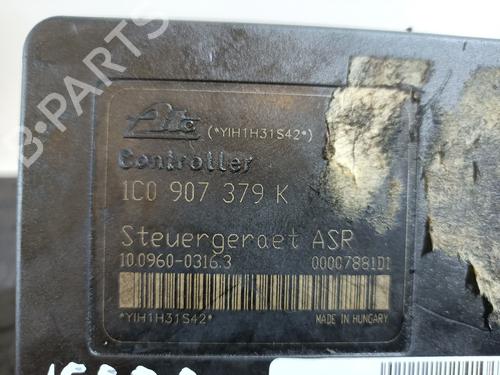 Ate (*YIH1H31S42*)
Controller
1C0 907 379 K
Steuergeraet ASR
10.0960-0316.3 00007881D1
*YIH1H31S42*
MADE IN HUNGARY
B-PARTS